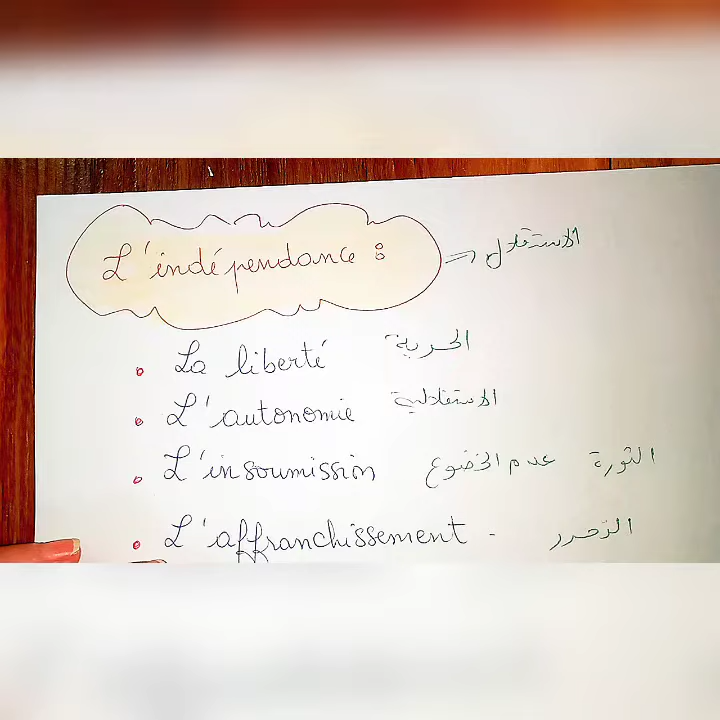 L'indépendance : => الاستقلال
La liberté الحرية
L'autonomie الاستقلالية
L'insoumission عدم الخضوع الثورة
L'affranchissement - التحرر